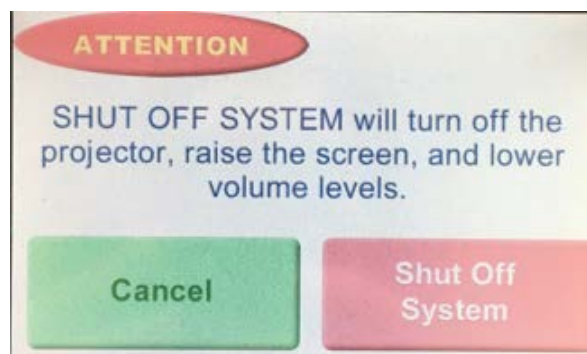 ATTENTION
SHUT OFF SYSTEM will turn off the
projector, raise the screen, and lower
volume levels.
Cancel
Shut Off
System